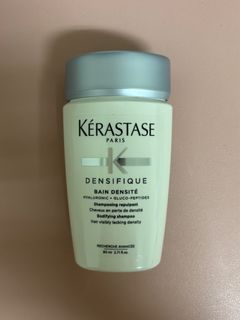 KÉRASTASE
PARIS
K
DENSIFIQUE
BAIN DENSITÉ
HYALURONIC + GLUCO-PEPTIDES
Shampooing repulpant
Cheveux en perte de densité
Bodifying shampoo
Hair visibly lacking density
RECHERCHE AVANCÉE
80 ml 2.71 fl.oz